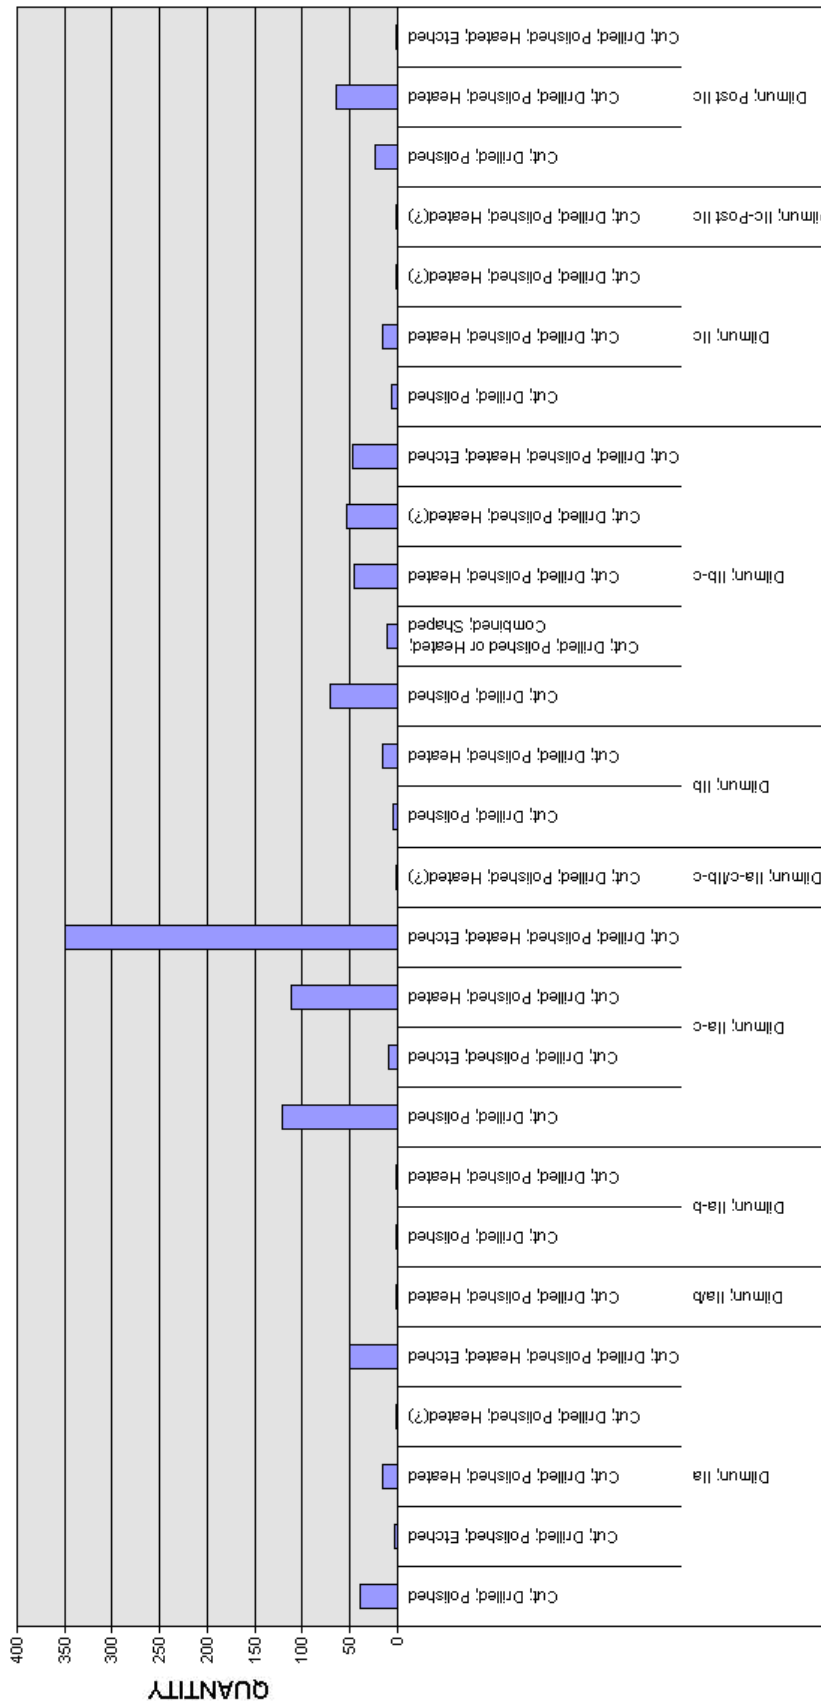 QUANTITY
400
350
300
250
200
150
100
50
0
Cut; Drilled; Polished
Cut; Drilled; Polished; Etched
Cut; Drilled; Polished; Heated
Cut; Drilled; Polished; Heated(?)
Cut; Drilled; Polished; Heated; Etched
Dilmun; IIa
Cut; Drilled; Polished; Heated
Dilmun; IIa/b
Cut; Drilled; Polished
Cut; Drilled; Polished; Heated
Dilmun; IIa-b
Cut; Drilled; Polished
Cut; Drilled; Polished; Etched
Cut; Drilled; Polished; Heated
Cut; Drilled; Polished; Heated; Etched
Dilmun; IIa-c
Cut; Drilled; Polished; Heated(?)
Dilmun; IIa-c/IIb-c
Cut; Drilled; Polished
Cut; Drilled; Polished; Heated
Dilmun; IIb
Cut; Drilled; Polished
Cut; Drilled; Polished or Heated;
Combined; Shaped
Cut; Drilled; Polished; Heated
Cut; Drilled; Polished; Heated(?)
Cut; Drilled; Polished; Heated; Etched
Dilmun; IIb-c
Cut; Drilled; Polished
Cut; Drilled; Polished; Heated
Cut; Drilled; Polished; Heated(?)
Dilmun; IIc
Cut; Drilled; Polished; Heated(?)
Dilmun; IIc-Post IIc
Cut; Drilled; Polished
Cut; Drilled; Polished; Heated
Cut; Drilled; Polished; Heated; Etched
Dilmun; Post IIc